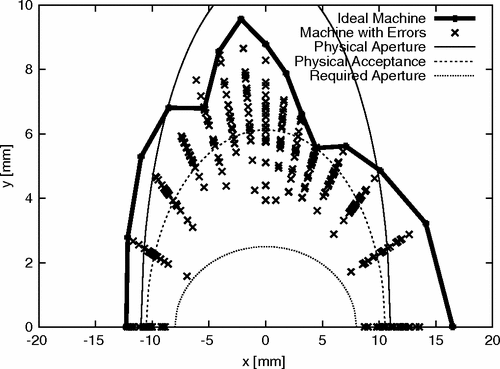 Ideal Machine
Machine with Errors
Physical Aperture
Physical Acceptance
Required Aperture
10
8
6
4
2
0
y [mm]
-20 -15 -10 -5 0 5 10 15 20
x [mm]